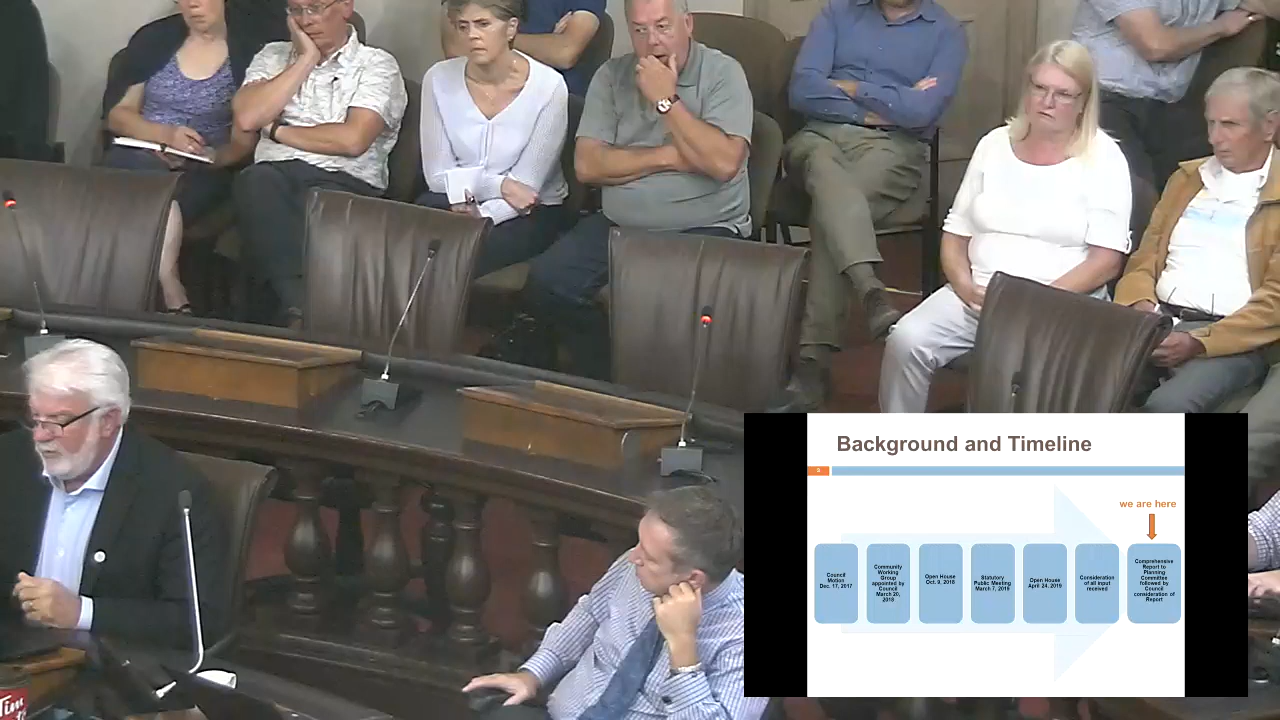 Background and Timeline
5
we are here
Council
Motion
Dec. 17, 2017
Community
Working
Group
appointed by
Council
March 20,
2018
Open House
Oct. 9, 2018
Statutory
Public Meeting
March 7, 2019
Open House
April 24, 2019
Consideration
of all input
received
Comprehensive
Report to
Planning
Committee
followed by
Council
consideration of
Report
Tim